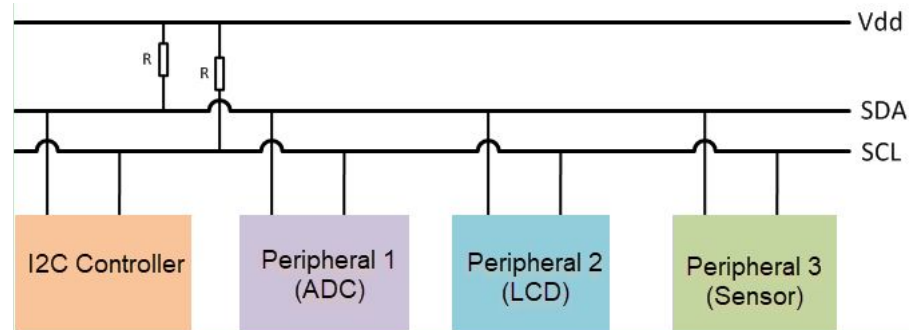 Vdd
R
R
SDA
SCL
I2C Controller
Peripheral 1
(ADC)
Peripheral 2
(LCD)
Peripheral 3
(Sensor)